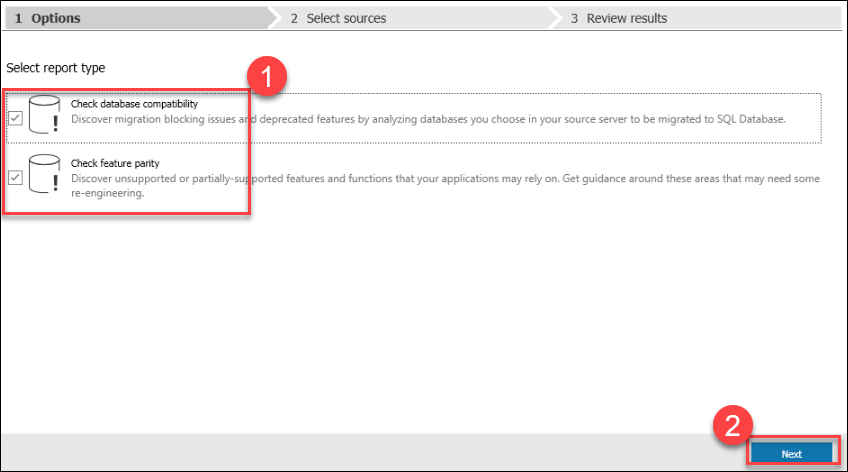 1 Options
2 Select sources
3 Review results
Select report type
1
Check database compatibility
Discover migration blocking issues and deprecated features by analyzing databases you choose in your source server to be migrated to SQL Database.
Check feature parity
Discover unsupported or partially-supported features and functions that your applications may rely on. Get guidance around these areas that may need some
re-engineering.
2
Next